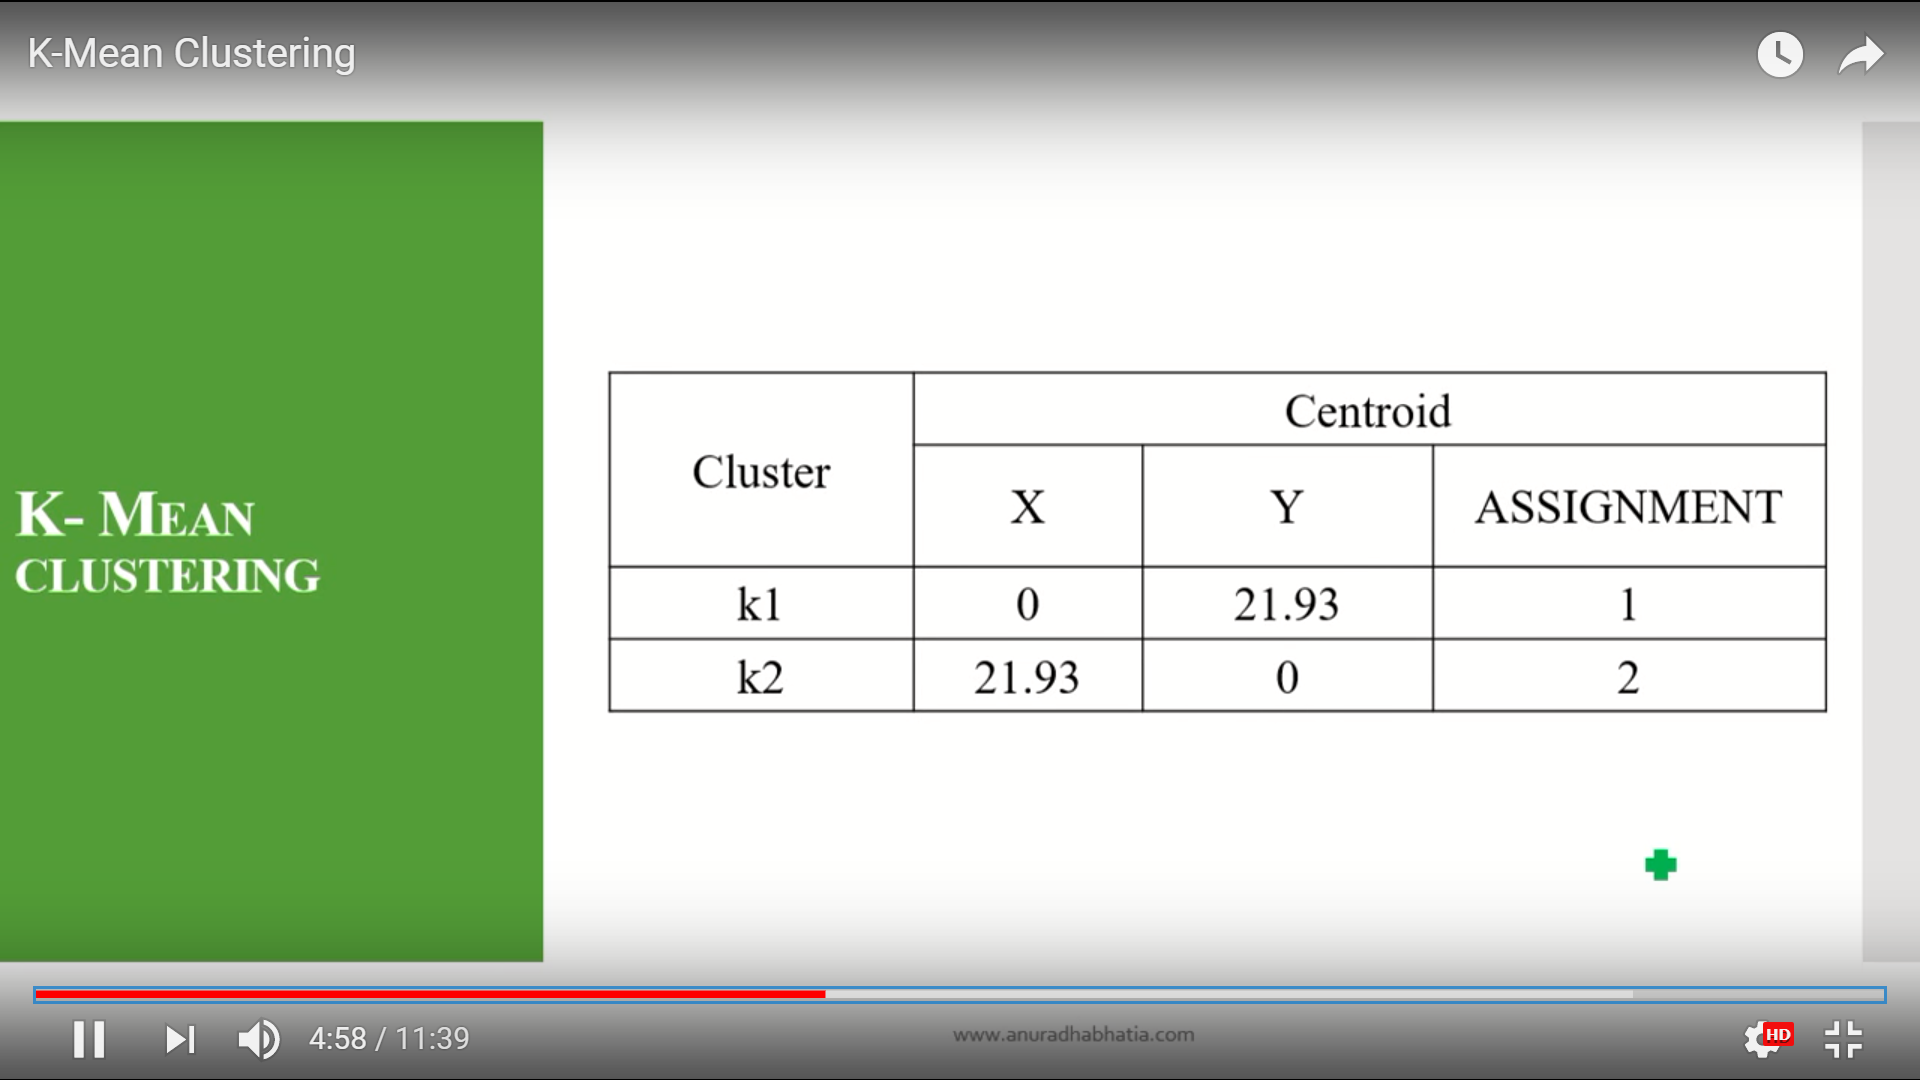 K-Mean Clustering
K- MEAN
CLUSTERING
Cluster
Centroid
X Y ASSIGNMENT
k1 0 21.93 1
k2 21.93 0 2
4:58 / 11:39
www.anuradhabhatia.com
HD